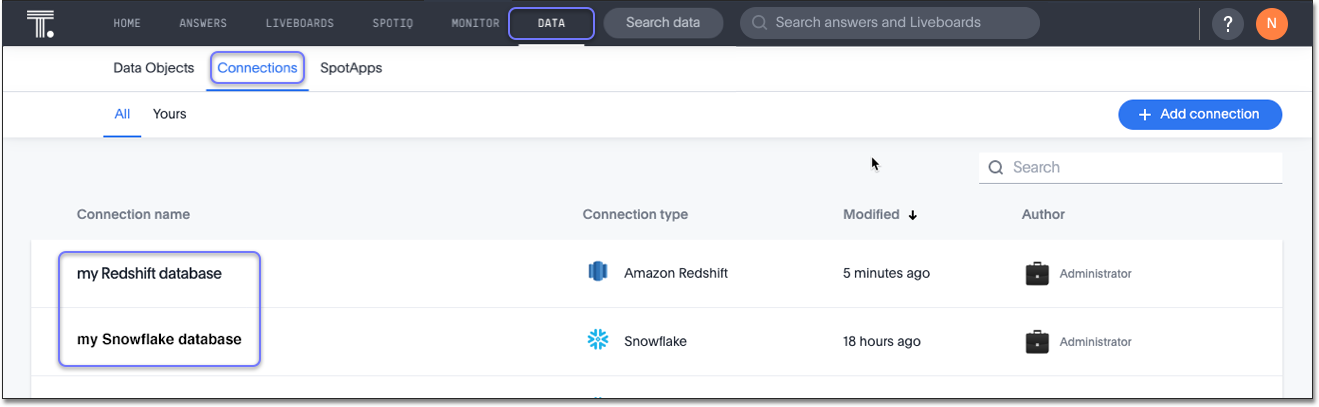 HOME ANSWERS LIVEBOARDS SPOTIQ MONITOR DATA Search data Search answers and Liveboards ? N
Data Objects Connections SpotApps
All Yours + Add connection
Search
Connection name Connection type Modified Author
my Redshift database Amazon Redshift 5 minutes ago Administrator
my Snowflake database Snowflake 18 hours ago Administrator